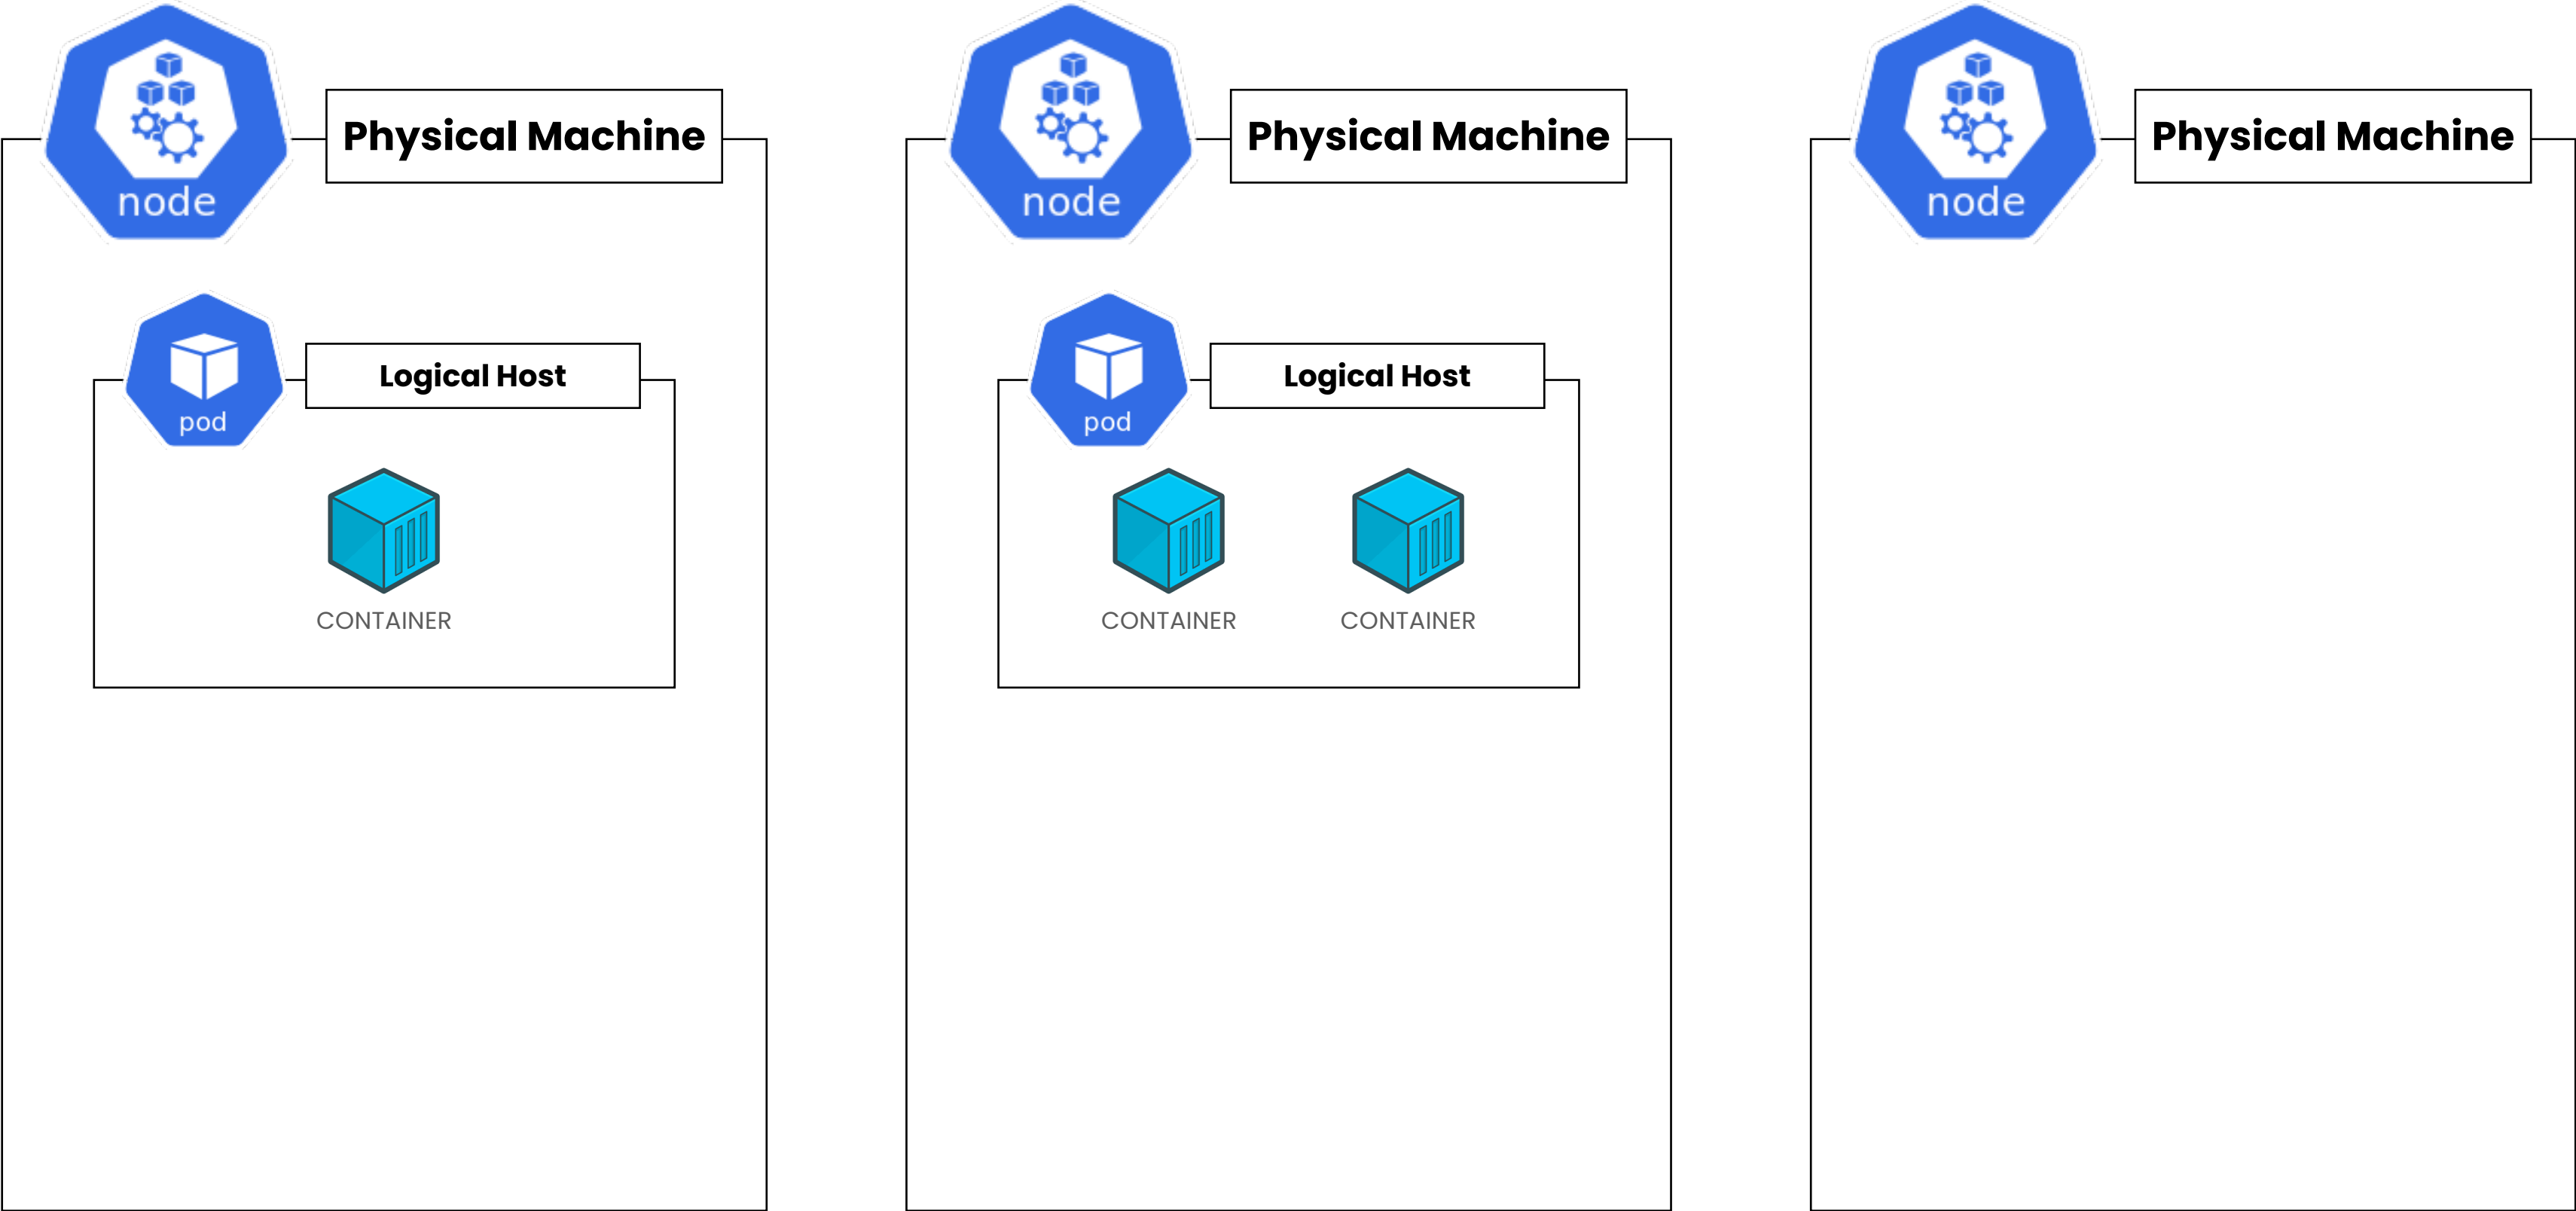 node
Physical Machine
pod
Logical Host
CONTAINER
node
Physical Machine
pod
Logical Host
CONTAINER
CONTAINER
node
Physical Machine